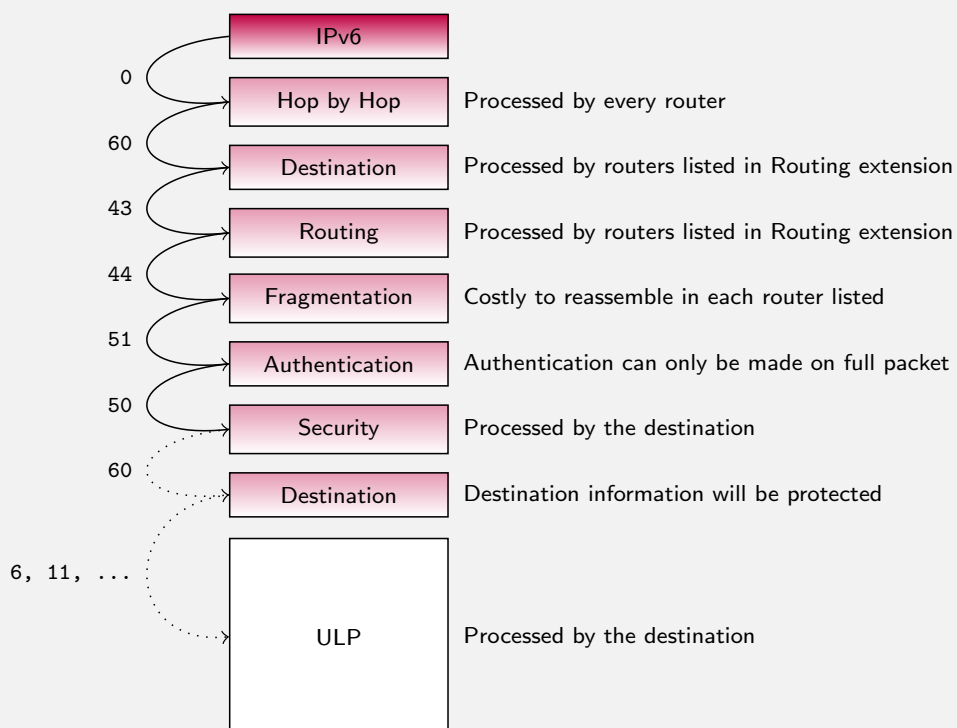 IPv6
0
Hop by Hop Processed by every router
60
Destination Processed by routers listed in Routing extension
43
Routing Processed by routers listed in Routing extension
44
Fragmentation Costly to reassemble in each router listed
51
Authentication Authentication can only be made on full packet
50
Security Processed by the destination
60
Destination Destination information will be protected
6, 11, ...
ULP Processed by the destination